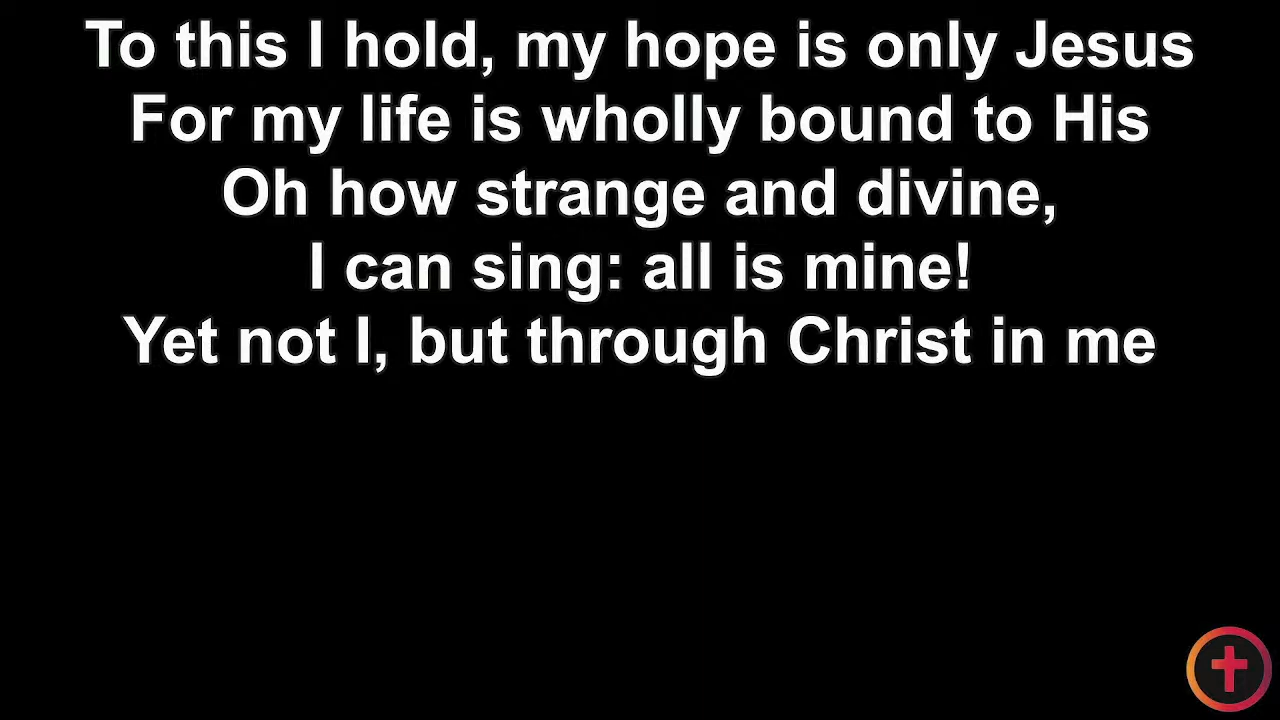 To this I hold, my hope is only Jesus
For my life is wholly bound to His
Oh how strange and divine,
I can sing: all is mine!
Yet not I, but through Christ in me